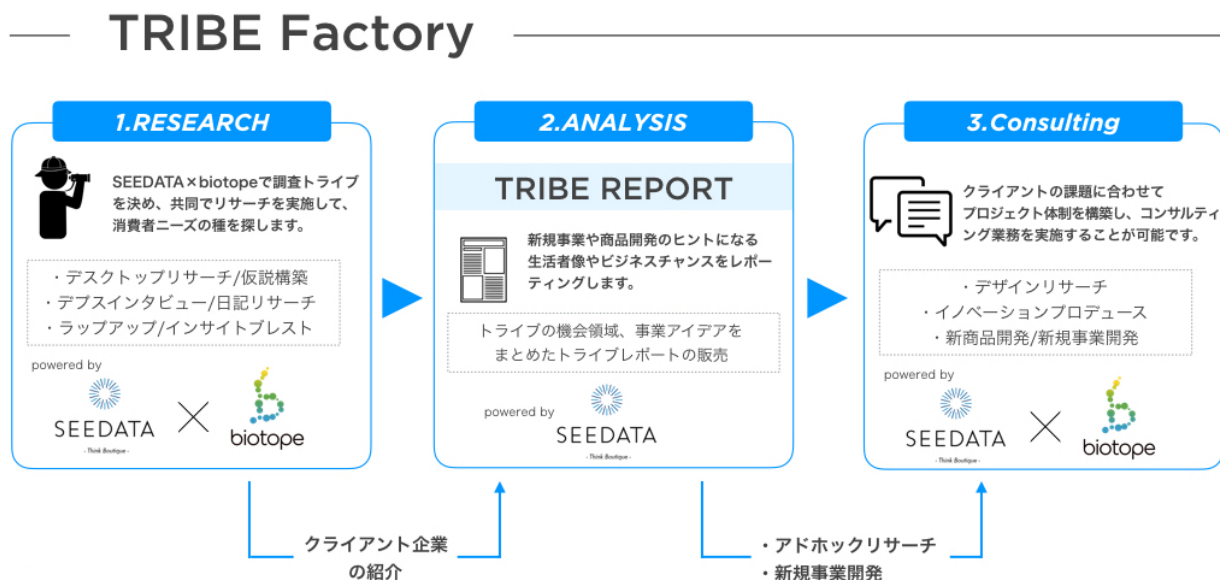 TRIBE Factory
1.RESEARCH
SEEDATA×biotopeで調査トライブ
を決め、共同でリサーチを実施して、
消費者ニーズの種を探します。
・デスクトップリサーチ/仮説構築
・デプスインタビュー/日記リサーチ
・ラップアップ/インサイトブレスト
powered by
SEEDATA
- Think Boutique -
biotope
2.ANALYSIS
TRIBE REPORT
新規事業や商品開発のヒントになる
生活者像やビジネスチャンスをレポー
ティングします。
トライブの機会領域、事業アイデアを
まとめたトライブレポートの販売
powered by
SEEDATA
- Think Boutique -
3.Consulting
クライアントの課題に合わせて
プロジェクト体制を構築し、コンサルティ
ング業務を実施することが可能です。
・デザインリサーチ
・イノベーションプロデュース
・新商品開発/新規事業開発
powered by
SEEDATA
- Think Boutique -
biotope
クライアント企業
の紹介
・アドホックリサーチ
・新規事業開発